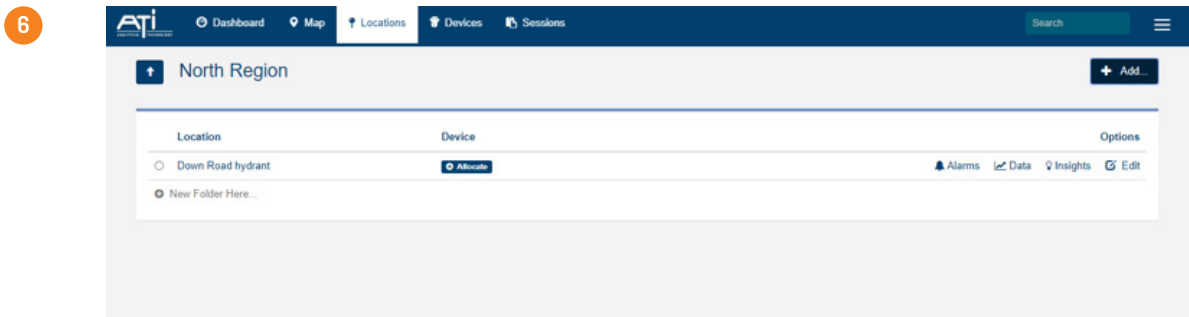 6
ATi Dashboard Map Locations Devices Sessions Search
North Region Add...
Location Device Options
Down Road hydrant Allocate Alarms Data Insights Edit
New Folder Here...